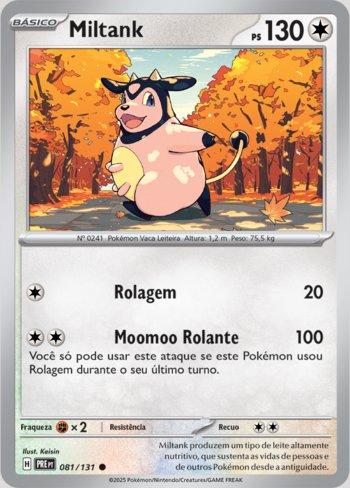 BÁSICO Miltank PS 130
Nº 0241 Pokémon Vaca Leiteira Altura: 1,2 m Peso: 75,5 kg
Rolagem 20
Moomoo Rolante 100
Você só pode usar este ataque se este Pokémon usou
Rolagem durante o seu último turno.
Fraqueza ×2 Resistência Recuo
Ilust. Keisin
H PRE PT 081/131
Miltank produzem um tipo de leite altamente
nutritivo, que sustenta as vidas de pessoas e
de outros Pokémon desde a antiguidade.
©2025 Pokémon/Nintendo/Creatures/GAME FREAK